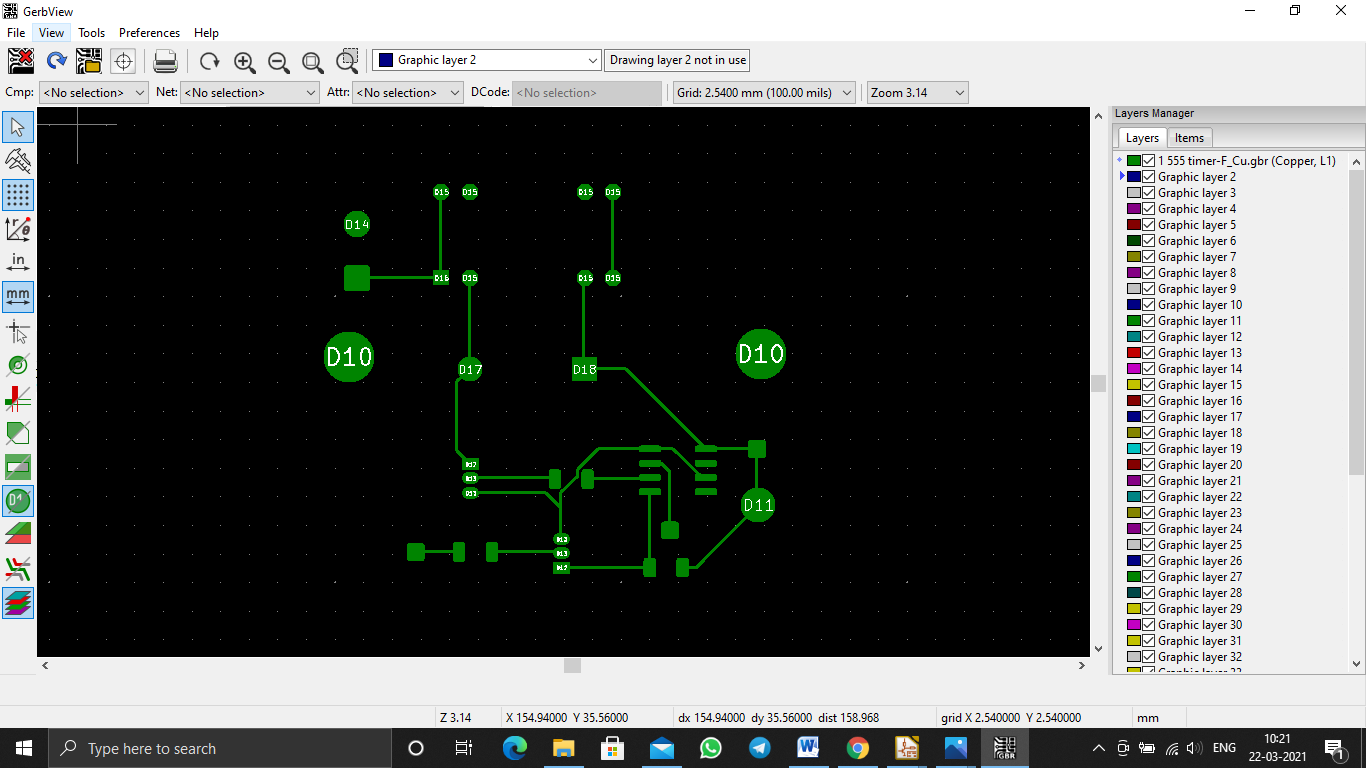 GerbView
File View Tools Preferences Help
Graphic layer 2 Drawing layer 2 not in use
Cmp: <No selection> Net: <No selection> Attr: <No selection> DCode: <No selection> Grid: 2.5400 mm (100.00 mils) Zoom 3.14
Layers Manager
Layers Items
1 555 timer-F_Cu.gbr (Copper, L1)
Graphic layer 2
Graphic layer 3
Graphic layer 4
Graphic layer 5
Graphic layer 6
Graphic layer 7
Graphic layer 8
Graphic layer 9
Graphic layer 10
Graphic layer 11
Graphic layer 12
Graphic layer 13
Graphic layer 14
Graphic layer 15
Graphic layer 16
Graphic layer 17
Graphic layer 18
Graphic layer 19
Graphic layer 20
Graphic layer 21
Graphic layer 22
Graphic layer 23
Graphic layer 24
Graphic layer 25
Graphic layer 26
Graphic layer 27
Graphic layer 28
Graphic layer 29
Graphic layer 30
Graphic layer 31
Graphic layer 32
in
mm
D15 D15 D15 D15
D14
D16 D15 D15
D10 D10
D17 D18
D11
Z 3.14 X 154.94000 Y 35.56000 dx 154.94000 dy 35.56000 dist 158.968 grid X 2.540000 Y 2.540000 mm
Type here to search
ENG
10:21
22-03-2021
1